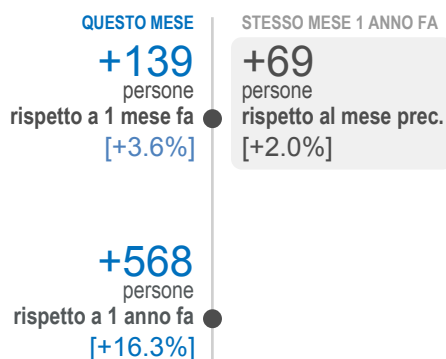 QUESTO MESE
+139
persone
rispetto a 1 mese fa
[+3.6%]
STESSO MESE 1 ANNO FA
+69
persone
rispetto al mese prec.
[+2.0%]
+568
persone
rispetto a 1 anno fa
[+16.3%]